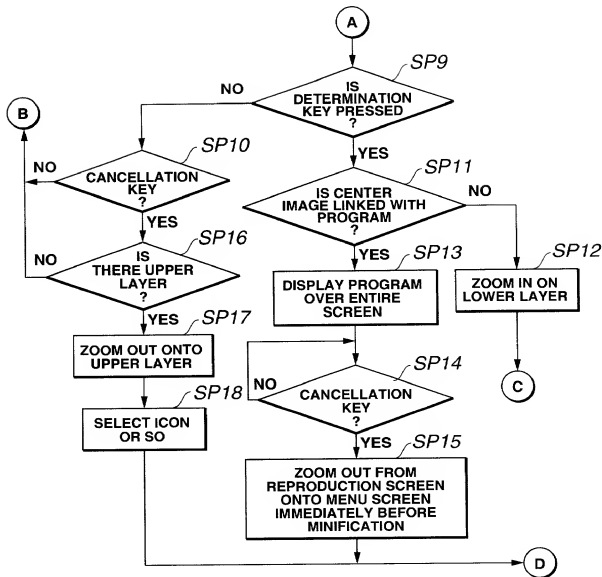 A
SP9
IS
DETERMINATION
KEY PRESSED
?
NO
YES
B
SP10
CANCELLATION
KEY
?
NO
YES
SP11
IS CENTER
IMAGE LINKED WITH
PROGRAM
?
NO
YES
SP16
IS
THERE UPPER
LAYER
?
NO
YES
SP13
DISPLAY PROGRAM
OVER ENTIRE
SCREEN
SP12
ZOOM IN ON
LOWER LAYER
C
SP17
ZOOM OUT ONTO
UPPER LAYER
SP14
CANCELLATION
KEY
?
NO
YES
SP18
SELECT ICON
OR SO
SP15
ZOOM OUT FROM
REPRODUCTION SCREEN
ONTO MENU SCREEN
IMMEDIATELY BEFORE
MINIFICATION
D